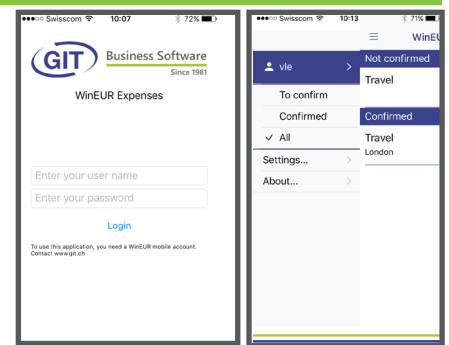 Swisscom 10:07 72%
GIT Business Software
Since 1981
WinEUR Expenses
Enter your user name
Enter your password
Login
To use this application, you need a WinEUR mobile account.
Contact www.git.ch
Swisscom 10:13 71%
WinEU
vle
To confirm
Confirmed
All
Settings...
About...
Not confirmed
Travel
Confirmed
Travel
London